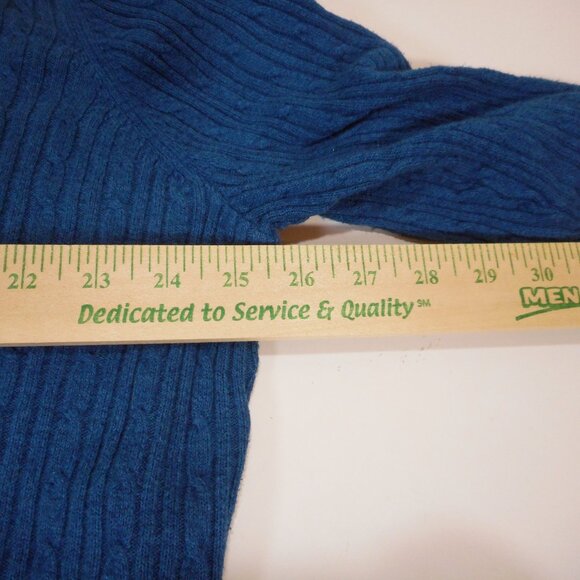 22 23 24 25 26 27 28 29 30
Dedicated to Service & Quality SM
MEN